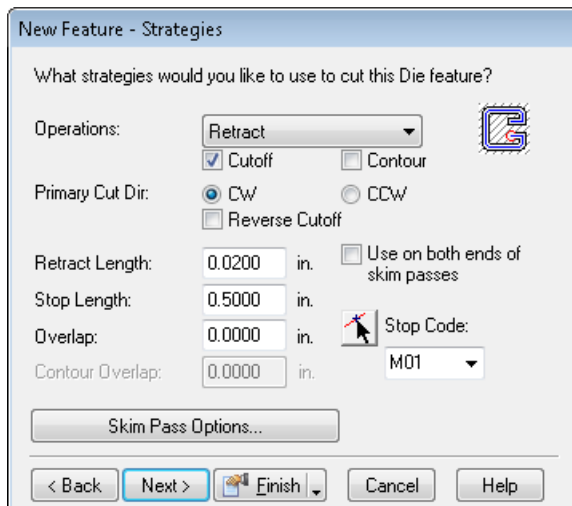 New Feature - Strategies
What strategies would you like to use to cut this Die feature?
Operations:
Retract
Cutoff
Contour
Primary Cut Dir:
CW
CCW
Reverse Cutoff
Retract Length:
0.0200
in.
Use on both ends of
skim passes
Stop Length:
0.5000
in.
Overlap:
0.0000
in.
Stop Code:
M01
Contour Overlap:
0.0000
in.
Skim Pass Options...
< Back
Next >
Finish
Cancel
Help